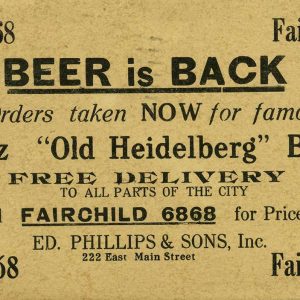 68 Fai
BEER is BACK
Orders taken NOW for famo
z "Old Heidelberg" B
FREE DELIVERY
TO ALL PARTS OF THE CITY
FAIRCHILD 6868 for Price
ED. PHILLIPS & SONS, Inc.
222 East Main Street
68 Fai